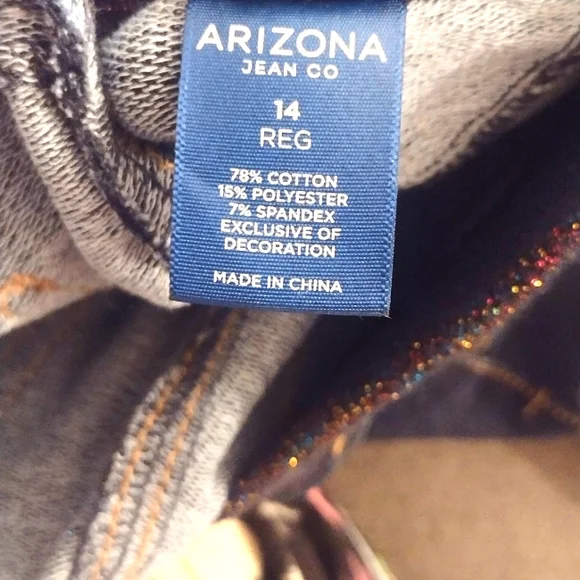 ARIZONA
JEAN CO
14
REG
78% COTTON
15% POLYESTER
7% SPANDEX
EXCLUSIVE OF
DECORATION
MADE IN CHINA